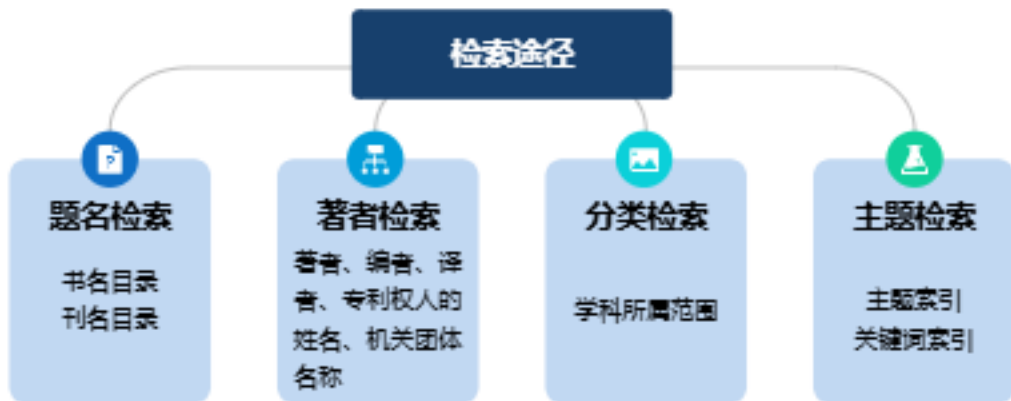 检索途径
题名检索
书名目录
刊名目录
著者检索
著者、编者、译
者、专利权人的
姓名、机关团体
名称
分类检索
学科所属范围
主题检索
主题索引
关键词索引